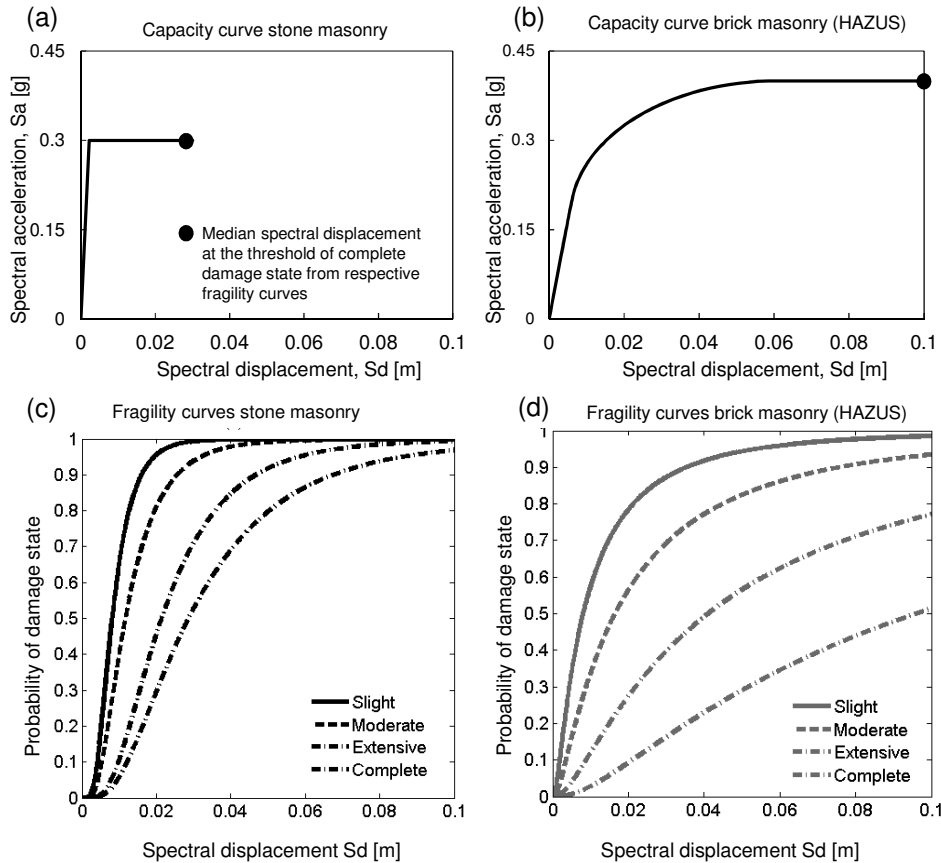 (a)
Capacity curve stone masonry
0.45
0.3
0.15
0
Spectral acceleration, Sa [g]
Median spectral displacement
at the threshold of complete
damage state from respective
fragility curves
0 0.02 0.04 0.06 0.08 0.1
Spectral displacement, Sd [m]
(b)
Capacity curve brick masonry (HAZUS)
0.45
0.3
0.15
0
Spectral acceleration, Sa [g]
0 0.02 0.04 0.06 0.08 0.1
Spectral displacement, Sd [m]
(c)
Fragility curves stone masonry
1
0.9
0.8
0.7
0.6
0.5
0.4
0.3
0.2
0.1
0
Probability of damage state
Slight
Moderate
Extensive
Complete
0 0.02 0.04 0.06 0.08 0.1
Spectral displacement Sd [m]
(d)
Fragility curves brick masonry (HAZUS)
1
0.9
0.8
0.7
0.6
0.5
0.4
0.3
0.2
0.1
0
Probability of damage state
Slight
Moderate
Extensive
Complete
0 0.02 0.04 0.06 0.08 0.1
Spectral displacement Sd [m]